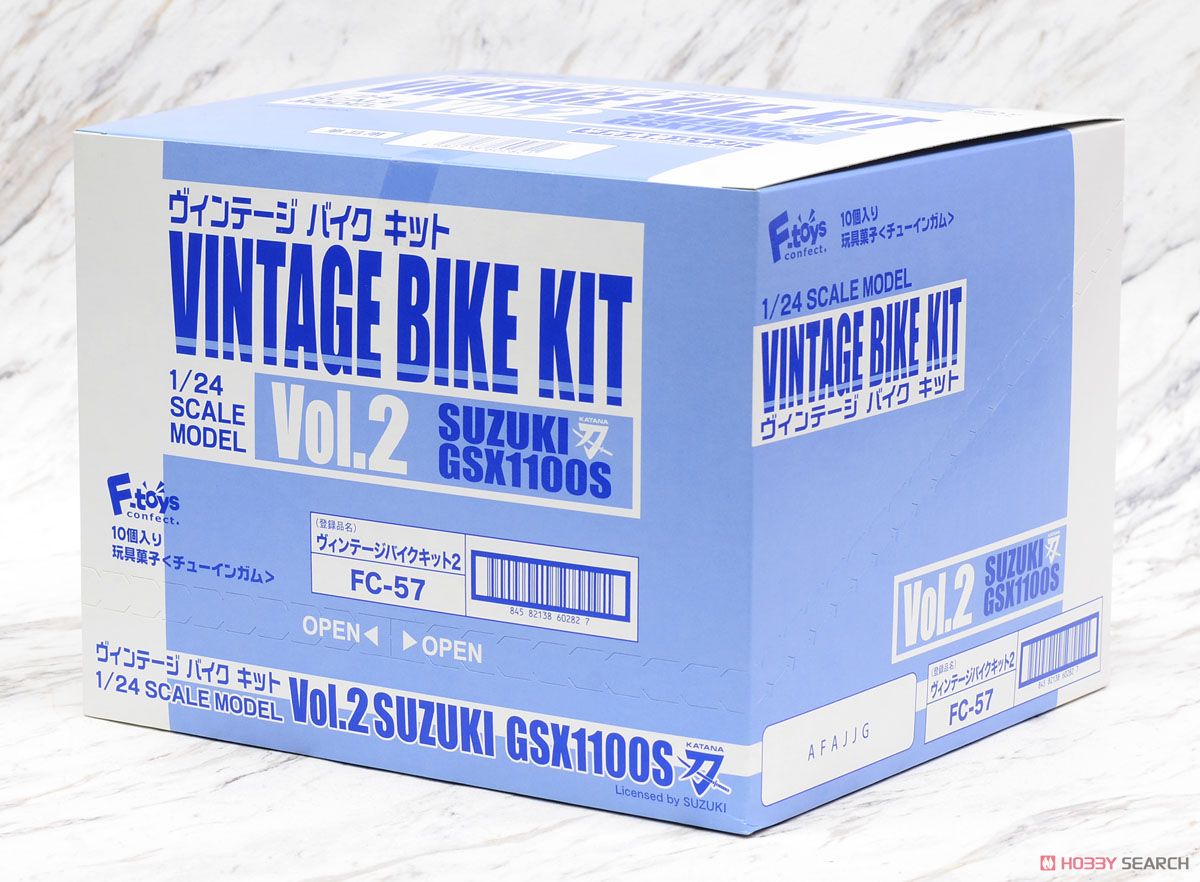 VINTAGE BIKE KIT
ヴィンテージ バイク キット
VINTAGE BIKE KIT
1/24
SCALE
MODEL
Vol.2
SUZUKI
GSX1100S
KATANA
刀
F-toys
confect.
10個入り
玩具菓子<チューインガム>
(登録品名)
ヴィンテージバイクキット2
FC-57
845 82138 60282 7
OPEN◀ ▶OPEN
ヴィンテージ バイク キット
1/24 SCALE MODEL
Vol.2 SUZUKI GSX1100S
KATANA
刀
Licensed by SUZUKI
F-toys
confect.
10個入り
玩具菓子<チューインガム>
1/24 SCALE MODEL
VINTAGE BIKE KIT
ヴィンテージ バイク キット
Vol.2
SUZUKI
GSX1100S
刀
(登録品名)
ヴィンテージバイクキット2
FC-57
845 82138 60282 7
AFAJJG
HOBBY SEARCH